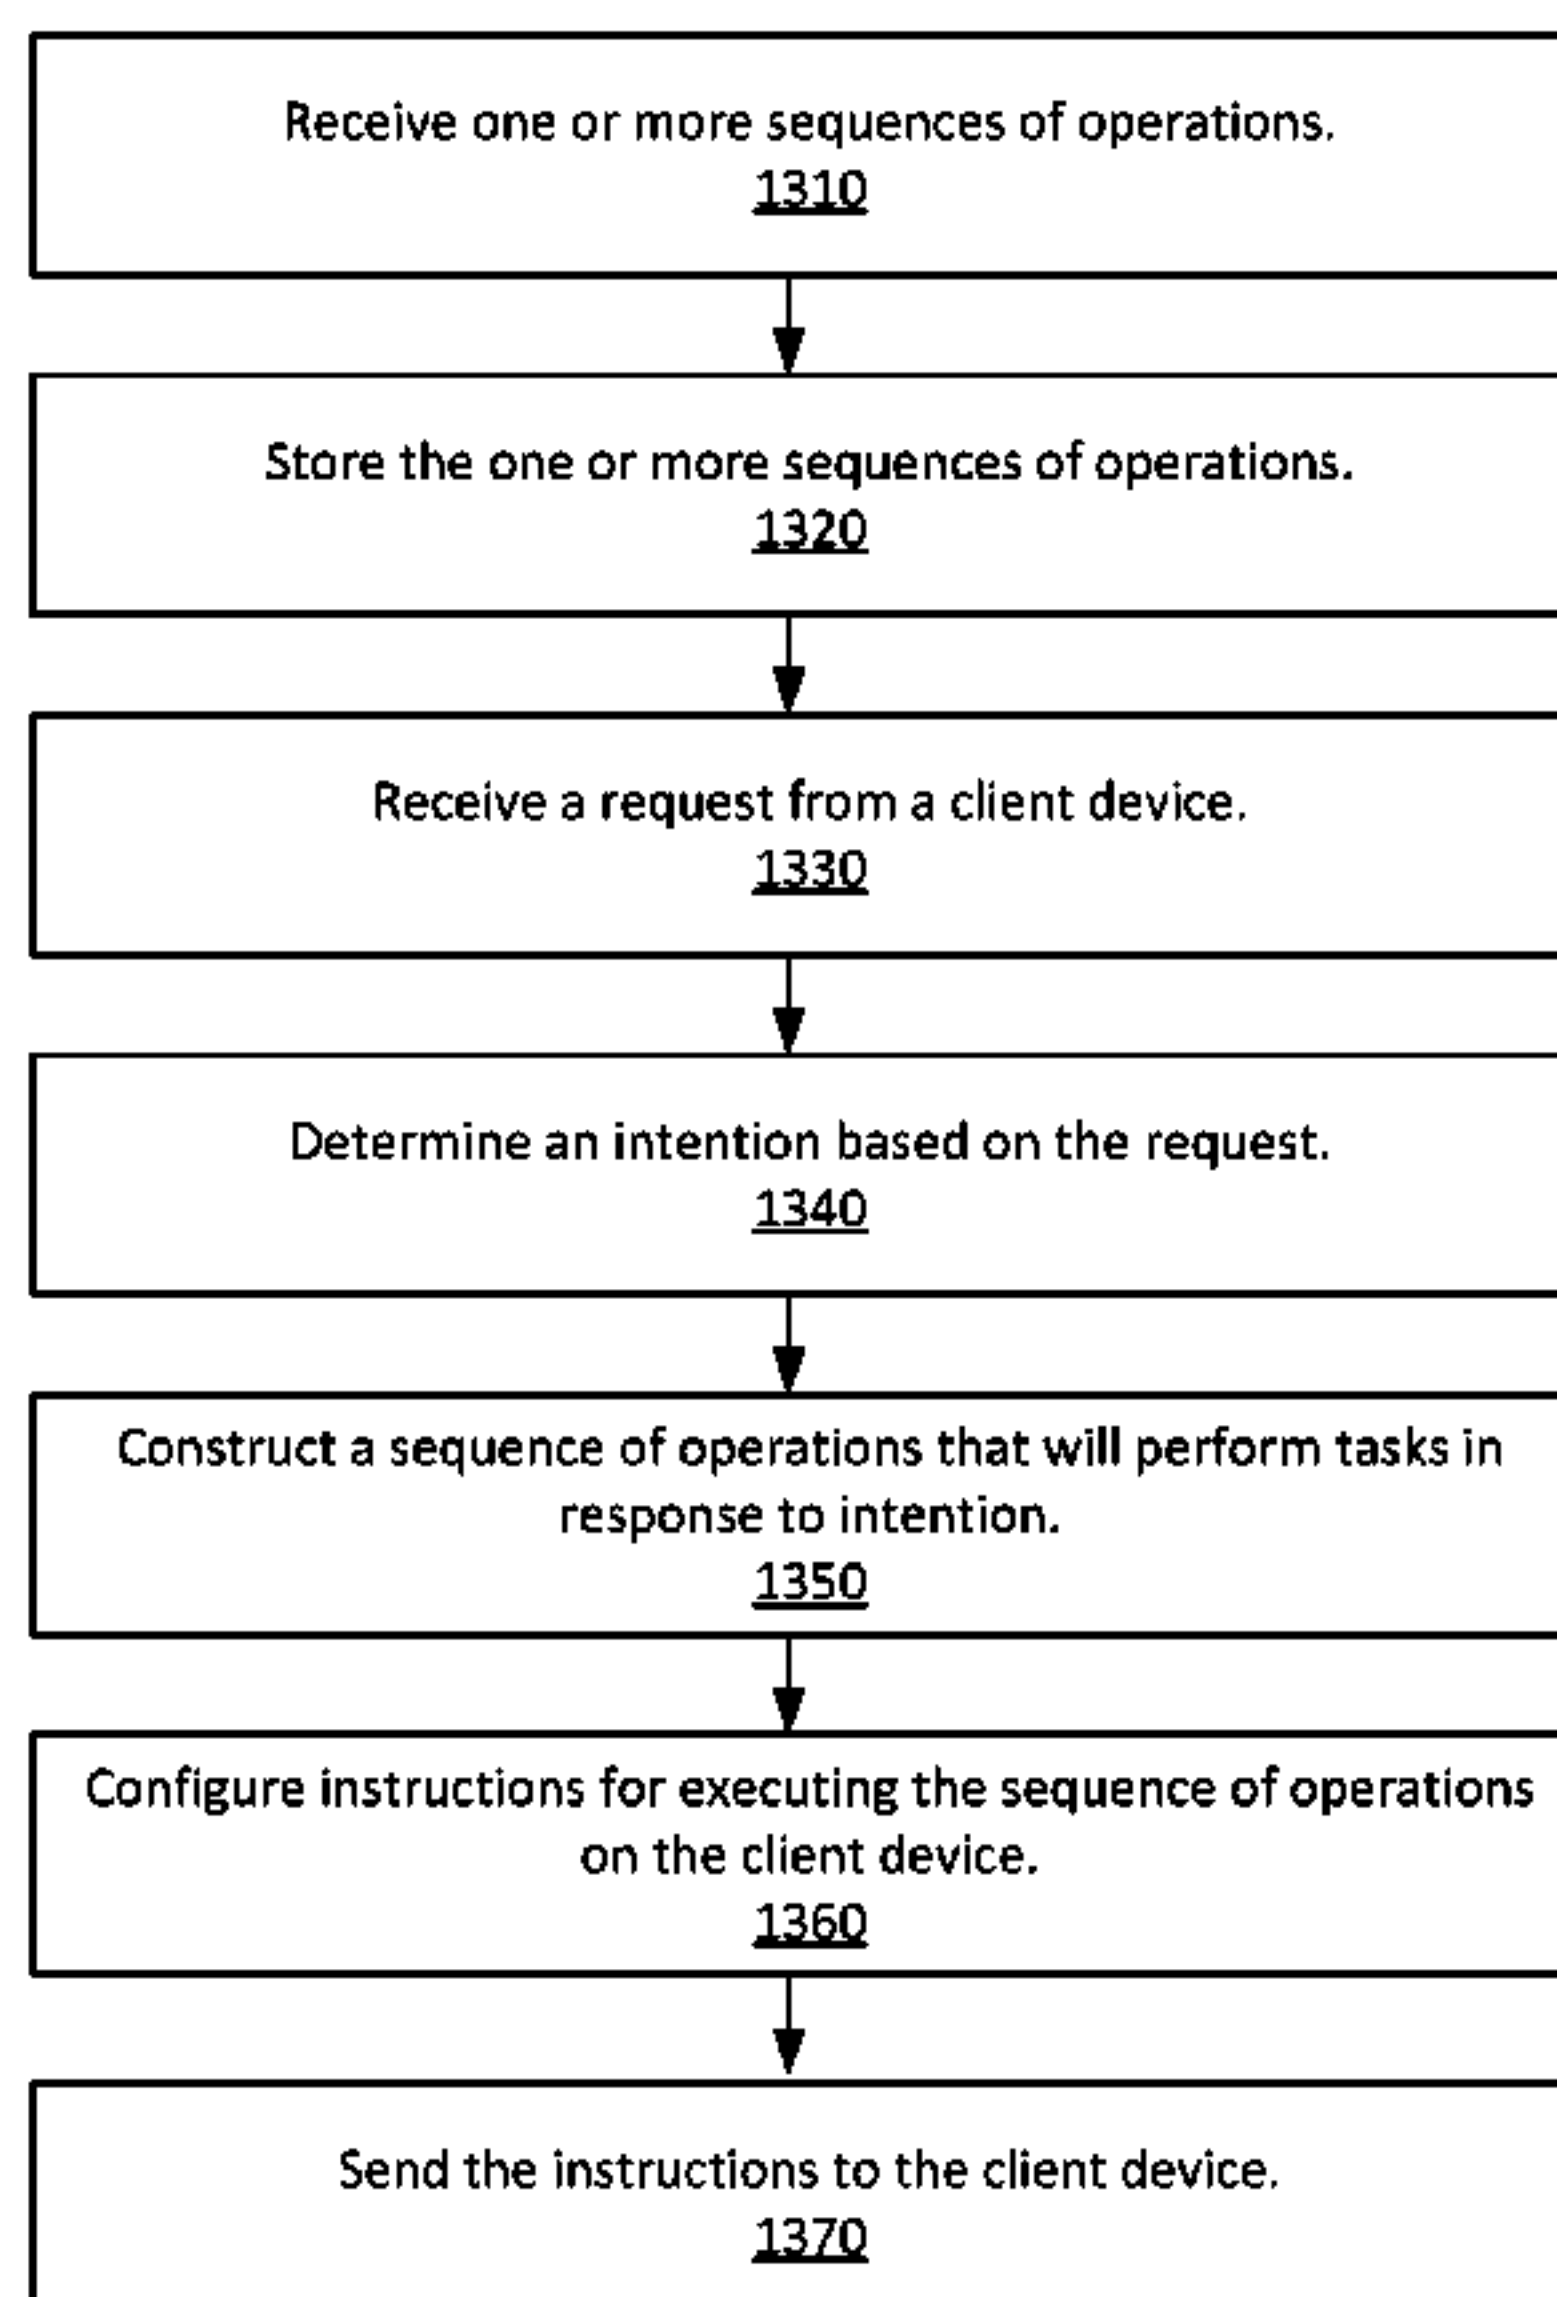 Receive one or more sequences of operations.
1310
Store the one or more sequences of operations.
1320
Receive a request from a client device.
1330
Determine an intention based on the request.
1340
Construct a sequence of operations that will perform tasks in
response to intention.
1350
Configure instructions for executing the sequence of operations
on the client device.
1360
Send the instructions to the client device.
1370